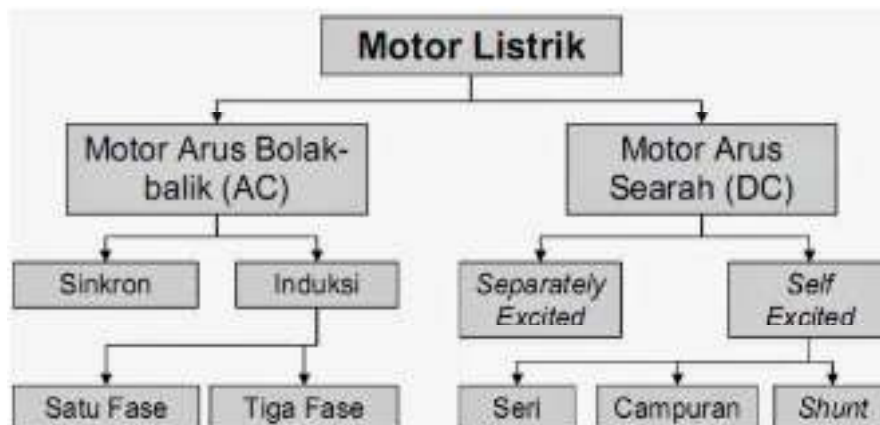 Motor Listrik
Motor Arus Bolak-
balik (AC)
Motor Arus
Searah (DC)
Sinkron
Induksi
Separately
Excited
Self
Excited
Satu Fase
Tiga Fase
Seri
Campuran
Shunt